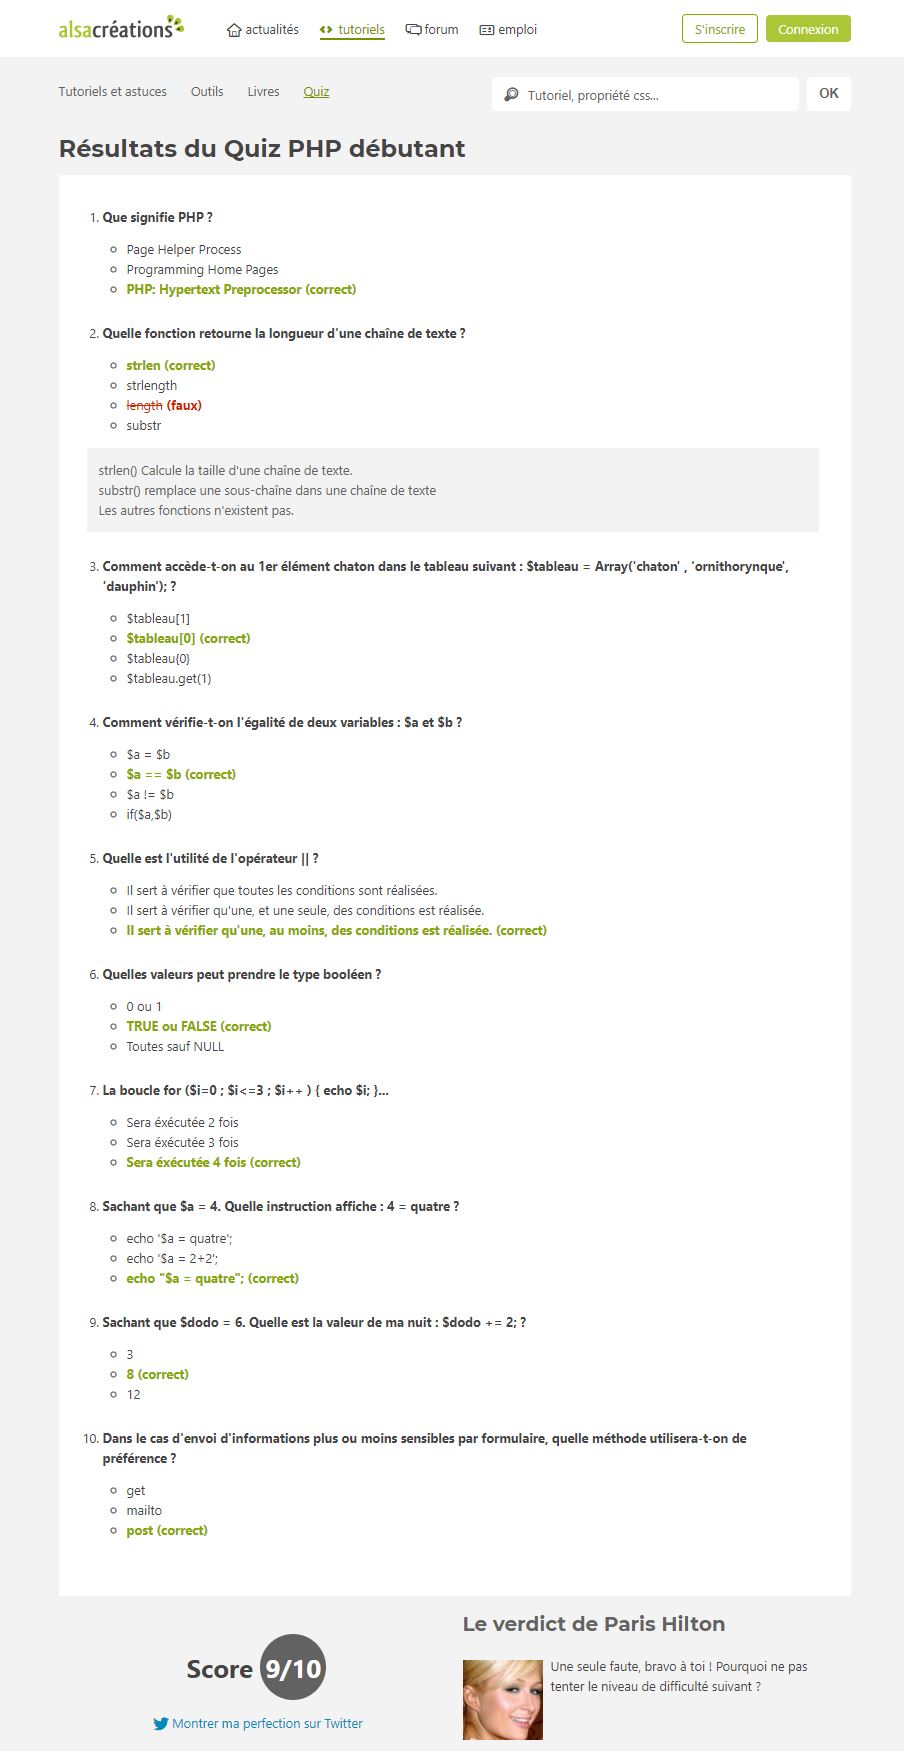 alsacréations
actualités
tutoriels
forum
emploi
S'inscrire
Connexion
Tutoriels et astuces
Outils
Livres
Quiz
Tutoriel, propriété css...
OK
Résultats du Quiz PHP débutant
1. Que signifie PHP ?
Page Helper Process
Programming Home Pages
PHP: Hypertext Preprocessor (correct)
2. Quelle fonction retourne la longueur d'une chaîne de texte ?
strlen (correct)
strlength
length (faux)
substr
strlen() Calcule la taille d'une chaîne de texte.
substr() remplace une sous-chaîne dans une chaîne de texte
Les autres fonctions n'existent pas.
3. Comment accède-t-on au 1er élément chaton dans le tableau suivant : $tableau = Array('chaton' , 'ornithorynque',
'dauphin'); ?
$tableau[1]
$tableau[0] (correct)
$tableau{0}
$tableau.get(1)
4. Comment vérifie-t-on l'égalité de deux variables : $a et $b ?
$a = $b
$a == $b (correct)
$a != $b
if($a,$b)
5. Quelle est l'utilité de l'opérateur || ?
Il sert à vérifier que toutes les conditions sont réalisées.
Il sert à vérifier qu'une, et une seule, des conditions est réalisée.
Il sert à vérifier qu'une, au moins, des conditions est réalisée. (correct)
6. Quelles valeurs peut prendre le type booléen ?
0 ou 1
TRUE ou FALSE (correct)
Toutes sauf NULL
7. La boucle for ($i=0 ; $i<=3 ; $i++ ) { echo $i; }...
Sera éxécutée 2 fois
Sera éxécutée 3 fois
Sera éxécutée 4 fois (correct)
8. Sachant que $a = 4. Quelle instruction affiche : 4 = quatre ?
echo '$a = quatre';
echo '$a = 2+2';
echo "$a = quatre"; (correct)
9. Sachant que $dodo = 6. Quelle est la valeur de ma nuit : $dodo += 2; ?
3
8 (correct)
12
10. Dans le cas d'envoi d'informations plus ou moins sensibles par formulaire, quelle méthode utilisera-t-on de
préférence ?
get
mailto
post (correct)
Score 9/10
Montrer ma perfection sur Twitter
Le verdict de Paris Hilton
Une seule faute, bravo à toi ! Pourquoi ne pas
tenter le niveau de difficulté suivant ?